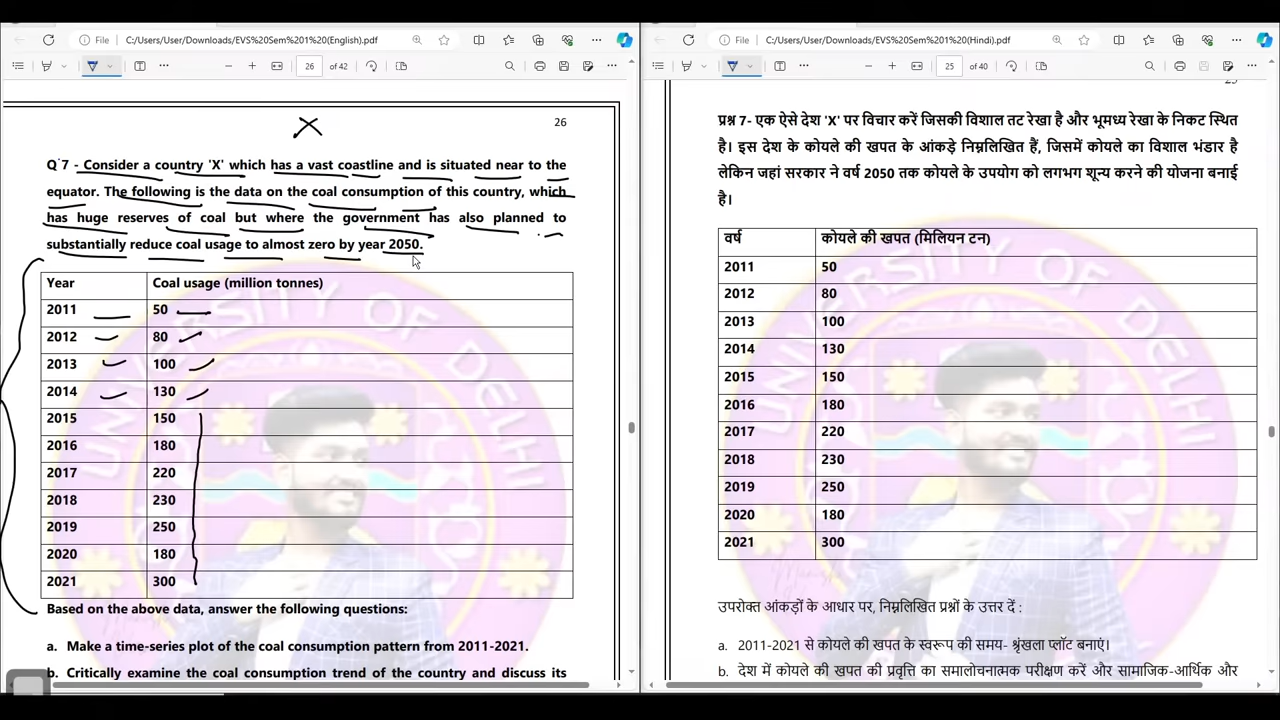 File
C:/Users/User/Downloads/EVS%20Sem%201%20(English).pdf
26
of 42
X
26
Q 7 - Consider a country 'X' which has a vast coastline and is situated near to the
equator. The following is the data on the coal consumption of this country, which
has huge reserves of coal but where the government has also planned to
substantially reduce coal usage to almost zero by year 2050.
Year Coal usage (million tonnes)
2011 50
2012 80
2013 100
2014 130
2015 150
2016 180
2017 220
2018 230
2019 250
2020 180
2021 300
UNIVERSITY OF DELHI
Based on the above data, answer the following questions:
a. Make a time-series plot of the coal consumption pattern from 2011-2021.
b. Critically examine the coal consumption trend of the country and discuss its
File
C:/Users/User/Downloads/EVS%20Sem%201%20(Hindi).pdf
25
of 40
प्रश्न 7- एक ऐसे देश 'X' पर विचार करें जिसकी विशाल तट रेखा है और भूमध्य रेखा के निकट स्थित
है। इस देश के कोयले की खपत के आंकड़े निम्नलिखित हैं, जिसमें कोयले का विशाल भंडार है
लेकिन जहां सरकार ने वर्ष 2050 तक कोयले के उपयोग को लगभग शून्य करने की योजना बनाई
है।
वर्ष कोयले की खपत (मिलियन टन)
2011 50
2012 80
2013 100
2014 130
2015 150
2016 180
2017 220
2018 230
2019 250
2020 180
2021 300
UNIVERSITY OF DELHI
उपरोक्त आंकड़ों के आधार पर, निम्नलिखित प्रश्नों के उत्तर दें :
a. 2011-2021 से कोयले की खपत के स्वरूप की समय- श्रृंखला प्लॉट बनाएं।
b. देश में कोयले की खपत की प्रवृत्ति का समालोचनात्मक परीक्षण करें और सामाजिक-आर्थिक और